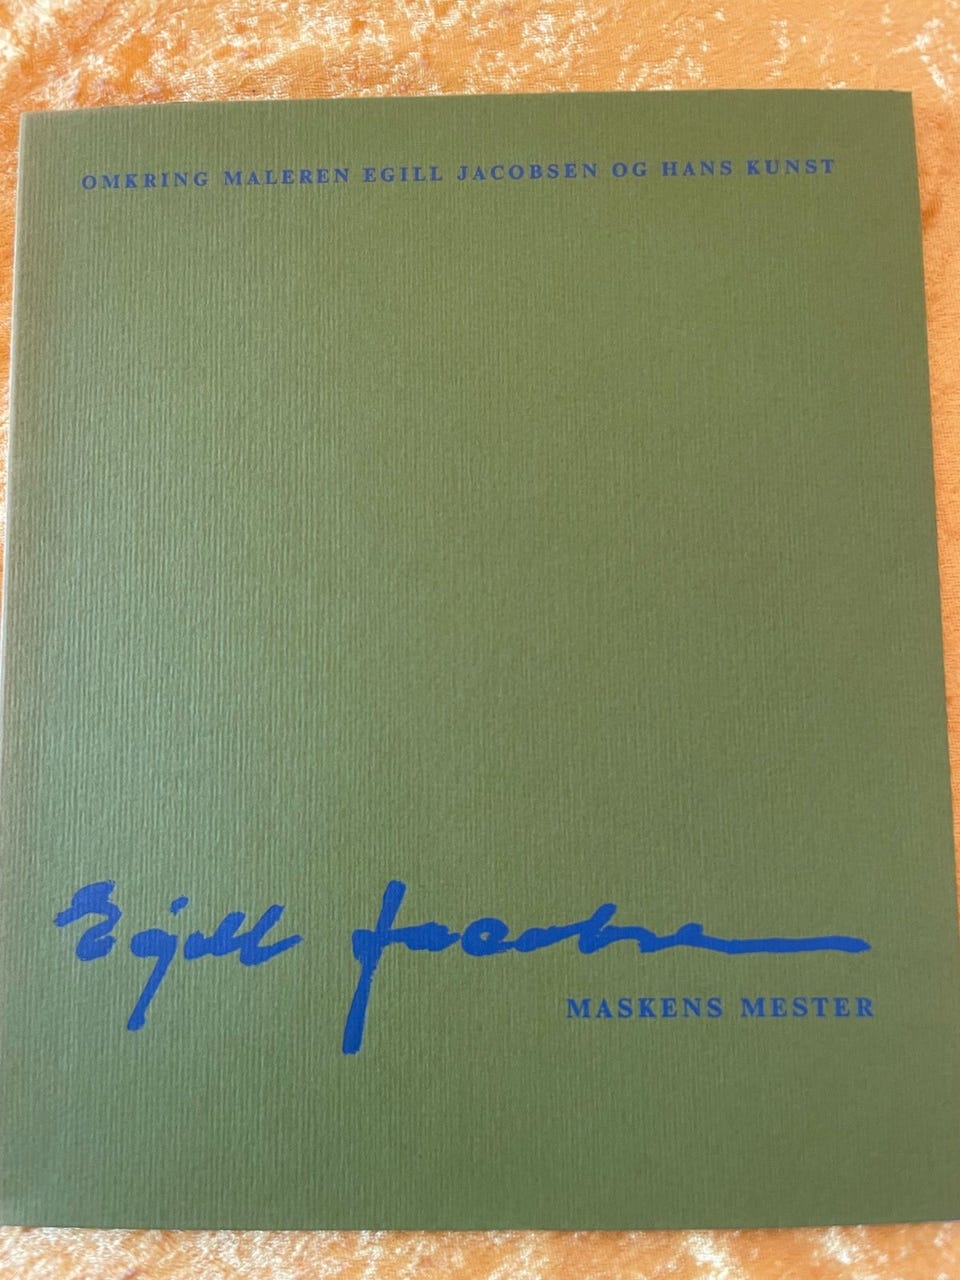 OMKRING MALEREN EGILL JACOBSEN OG HANS KUNST
Egill Jacobsen
MASKENS MESTER